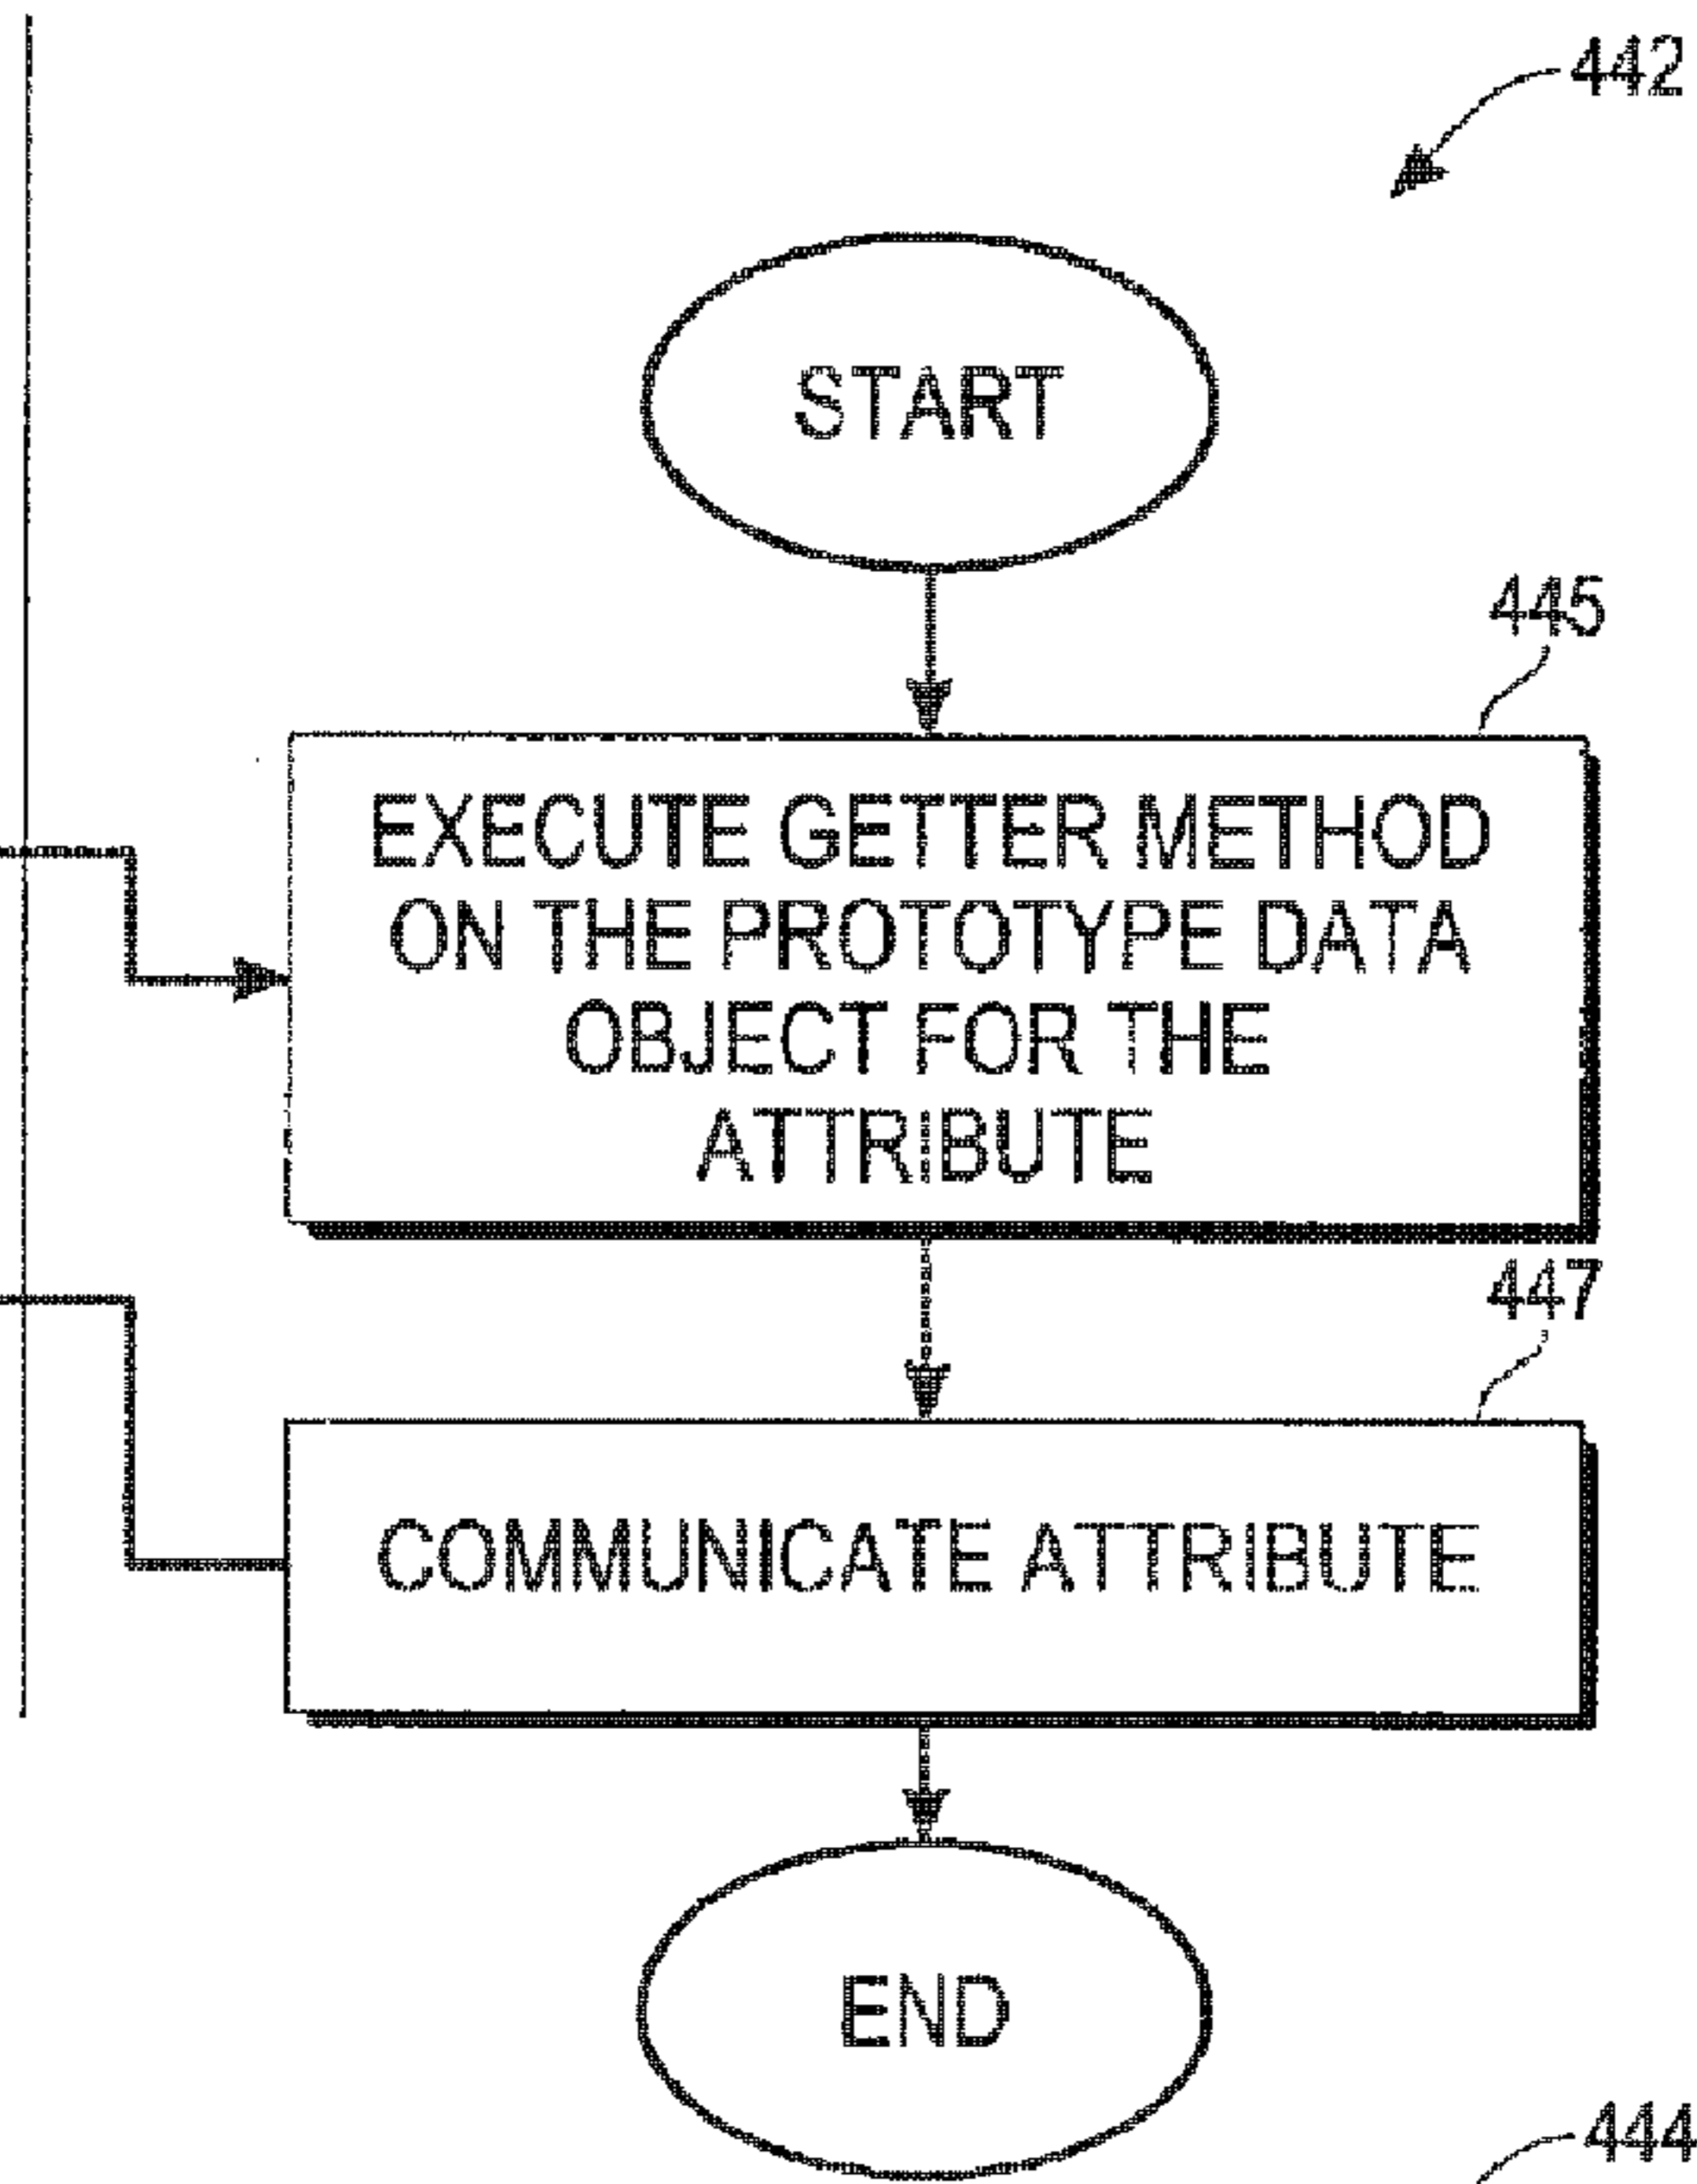 442
START
445
EXECUTE GETTER METHOD
ON THE PROTOTYPE DATA
OBJECT FOR THE
ATTRIBUTE
447
COMMUNICATE ATTRIBUTE
END
444